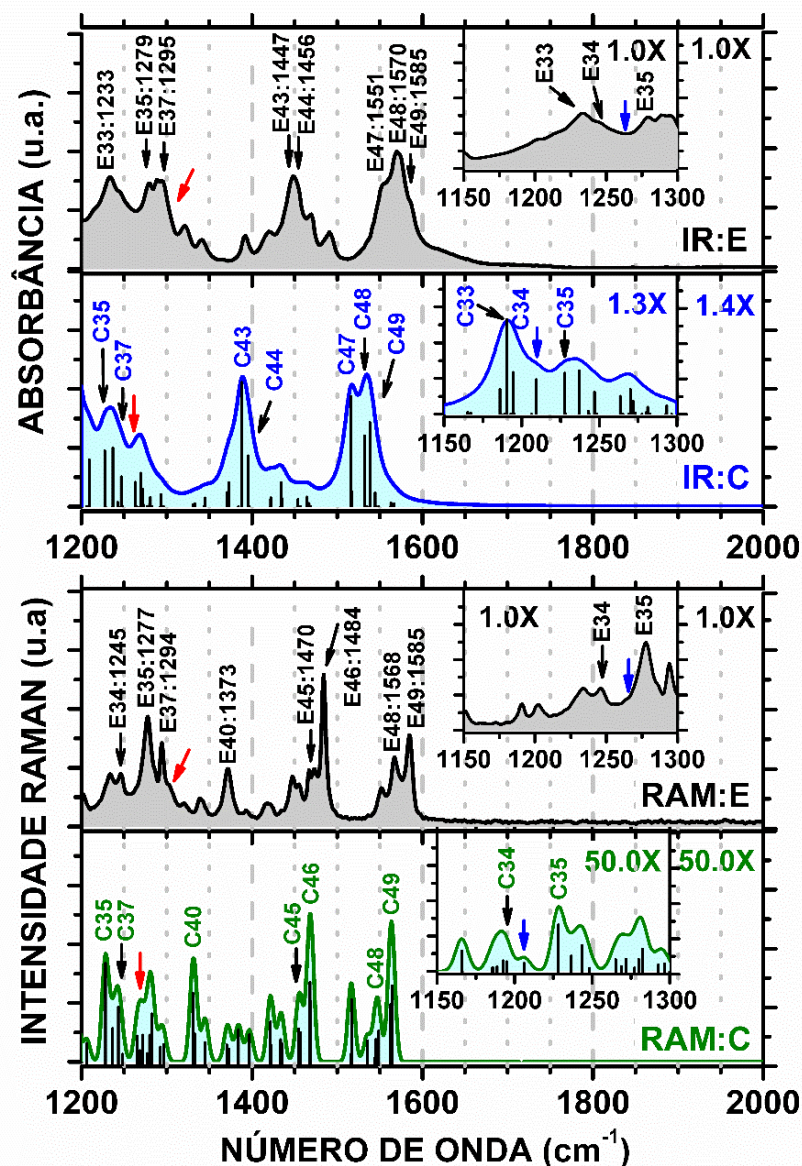 ABSORBÂNCIA (u.a.)
E33:1233
E35:1279
E37:1295
E43:1447
E44:1456
E47:1551
E48:1570
E49:1585
E33
E34
E35
1.0X
1.0X
1150 1200 1250 1300
IR:E
C35
C37
C43
C44
C47
C48
C49
C33
C34
C35
1.3X
1.4X
1150 1200 1250 1300
IR:C
1200 1400 1600 1800 2000
INTENSIDADE RAMAN (u.a)
E34:1245
E35:1277
E37:1294
E40:1373
E45:1470
E46:1484
E48:1568
E49:1585
1.0X
E34
E35
1.0X
1150 1200 1250 1300
RAM:E
C35
C37
C40
C45
C46
C48
C49
C34
C35
50.0X
50.0X
1150 1200 1250 1300
RAM:C
1200 1400 1600 1800 2000
NÚMERO DE ONDA (cm⁻¹)